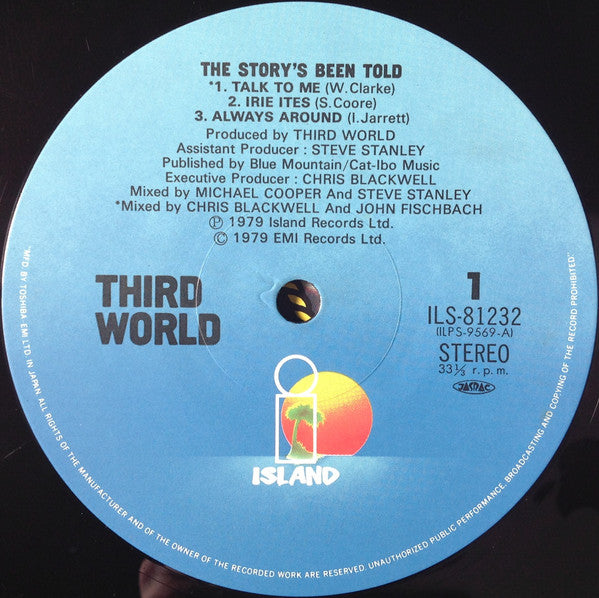 THE STORY'S BEEN TOLD
*1. TALK TO ME (W.Clarke)
2. IRIE ITES (S.Coore)
3. ALWAYS AROUND (I.Jarrett)
Produced by THIRD WORLD
Assistant Producer : STEVE STANLEY
Published by Blue Mountain/Cat-Ibo Music
Executive Producer : CHRIS BLACKWELL
Mixed by MICHAEL COOPER And STEVE STANLEY
*Mixed by CHRIS BLACKWELL And JOHN FISCHBACH
Ⓟ 1979 Island Records Ltd.
© 1979 EMI Records Ltd.
THIRD
WORLD
1
ILS-81232
(ILPS-9569-A)
STEREO
33⅓ r.p.m.
JASRAC
i
ISLAND
"MFD. BY TOSHIBA EMI LTD. IN JAPAN. ALL RIGHTS OF THE MANUFACTURER AND OF THE OWNER OF THE RECORDED WORK ARE RESERVED. UNAUTHORIZED PUBLIC PERFORMANCE, BROADCASTING AND COPYING OF THE RECORD PROHIBITED."